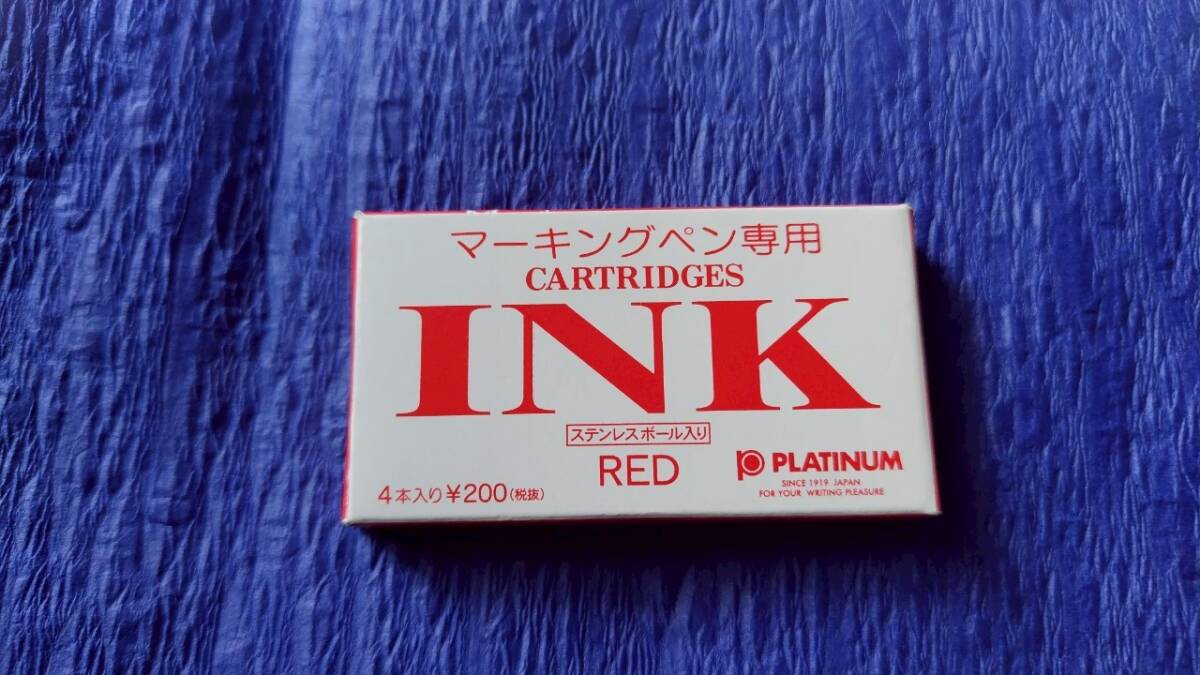 マーキングペン専用
CARTRIDGES
INK
ステンレスボール入り
RED
4本入り¥200(税抜)
PLATINUM
SINCE 1919 JAPAN
FOR YOUR WRITING PLEASURE